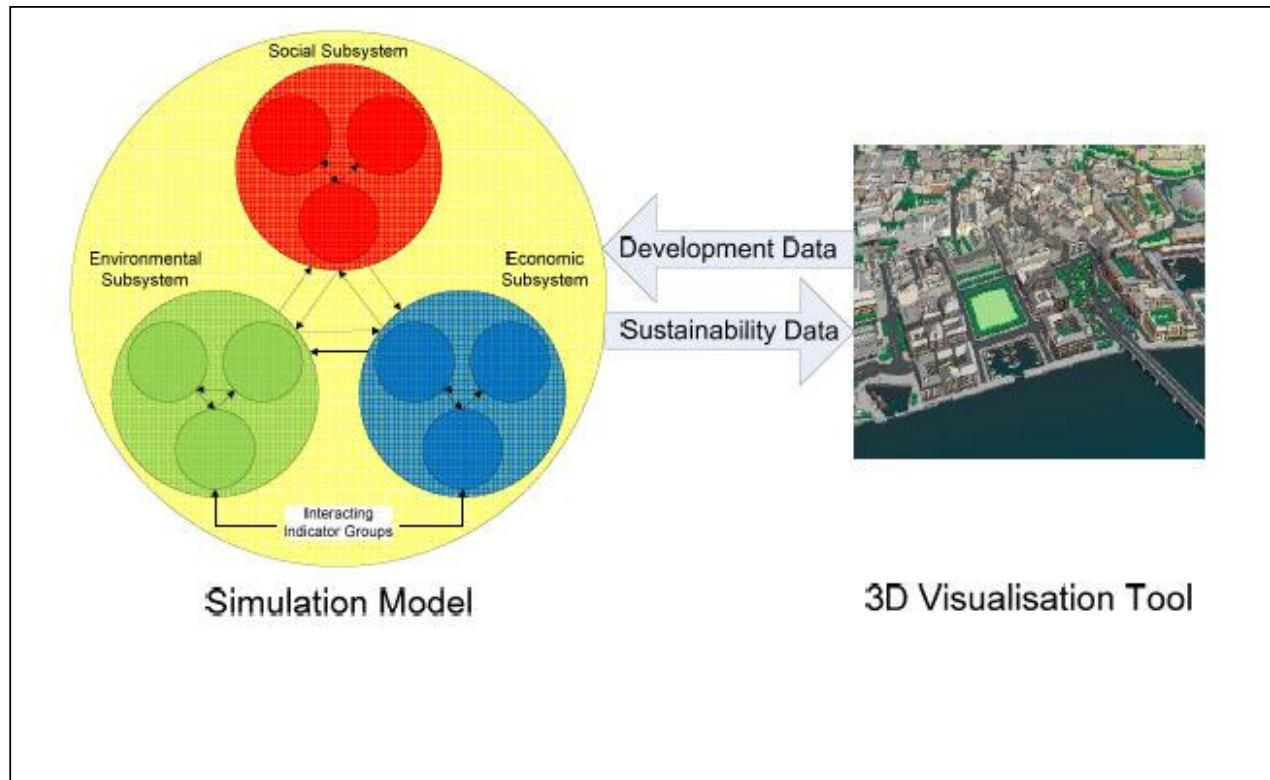 Social Subsystem
Environmental
Subsystem
Economic
Subsystem
Development Data
Sustainability Data
Interacting
Indicator Groups
Simulation Model
3D Visualisation Tool